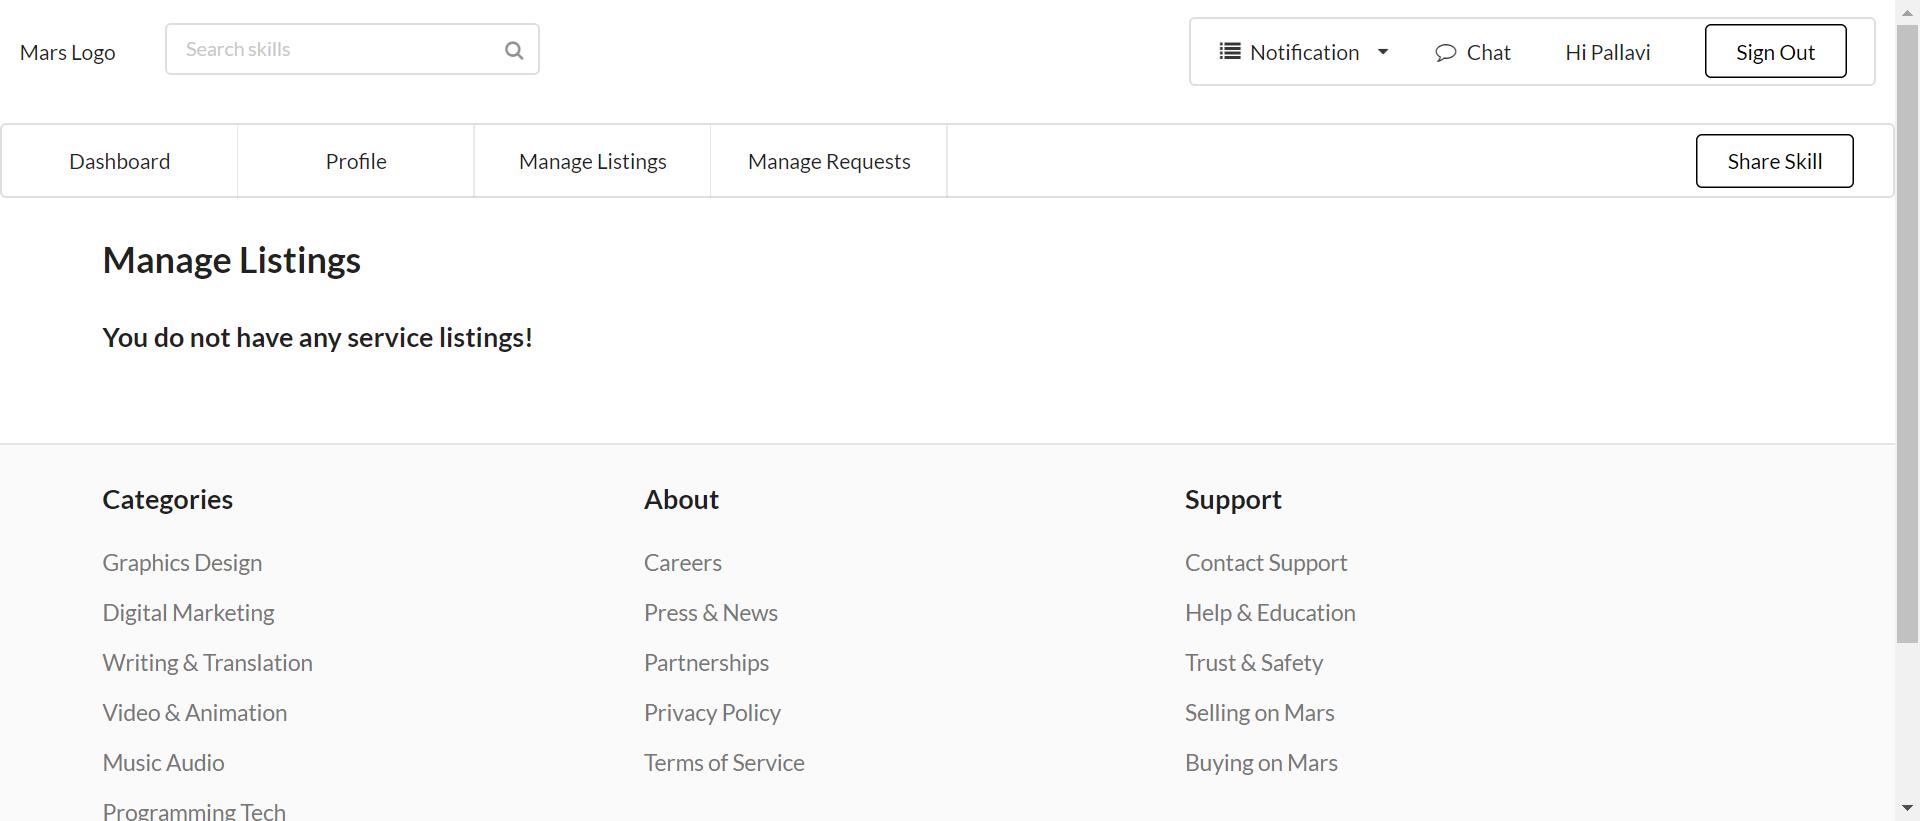 Mars Logo
Search skills
Notification
Chat
Hi Pallavi
Sign Out
Dashboard
Profile
Manage Listings
Manage Requests
Share Skill
Manage Listings
You do not have any service listings!
Categories
Graphics Design
Digital Marketing
Writing & Translation
Video & Animation
Music Audio
Programming Tech
About
Careers
Press & News
Partnerships
Privacy Policy
Terms of Service
Support
Contact Support
Help & Education
Trust & Safety
Selling on Mars
Buying on Mars